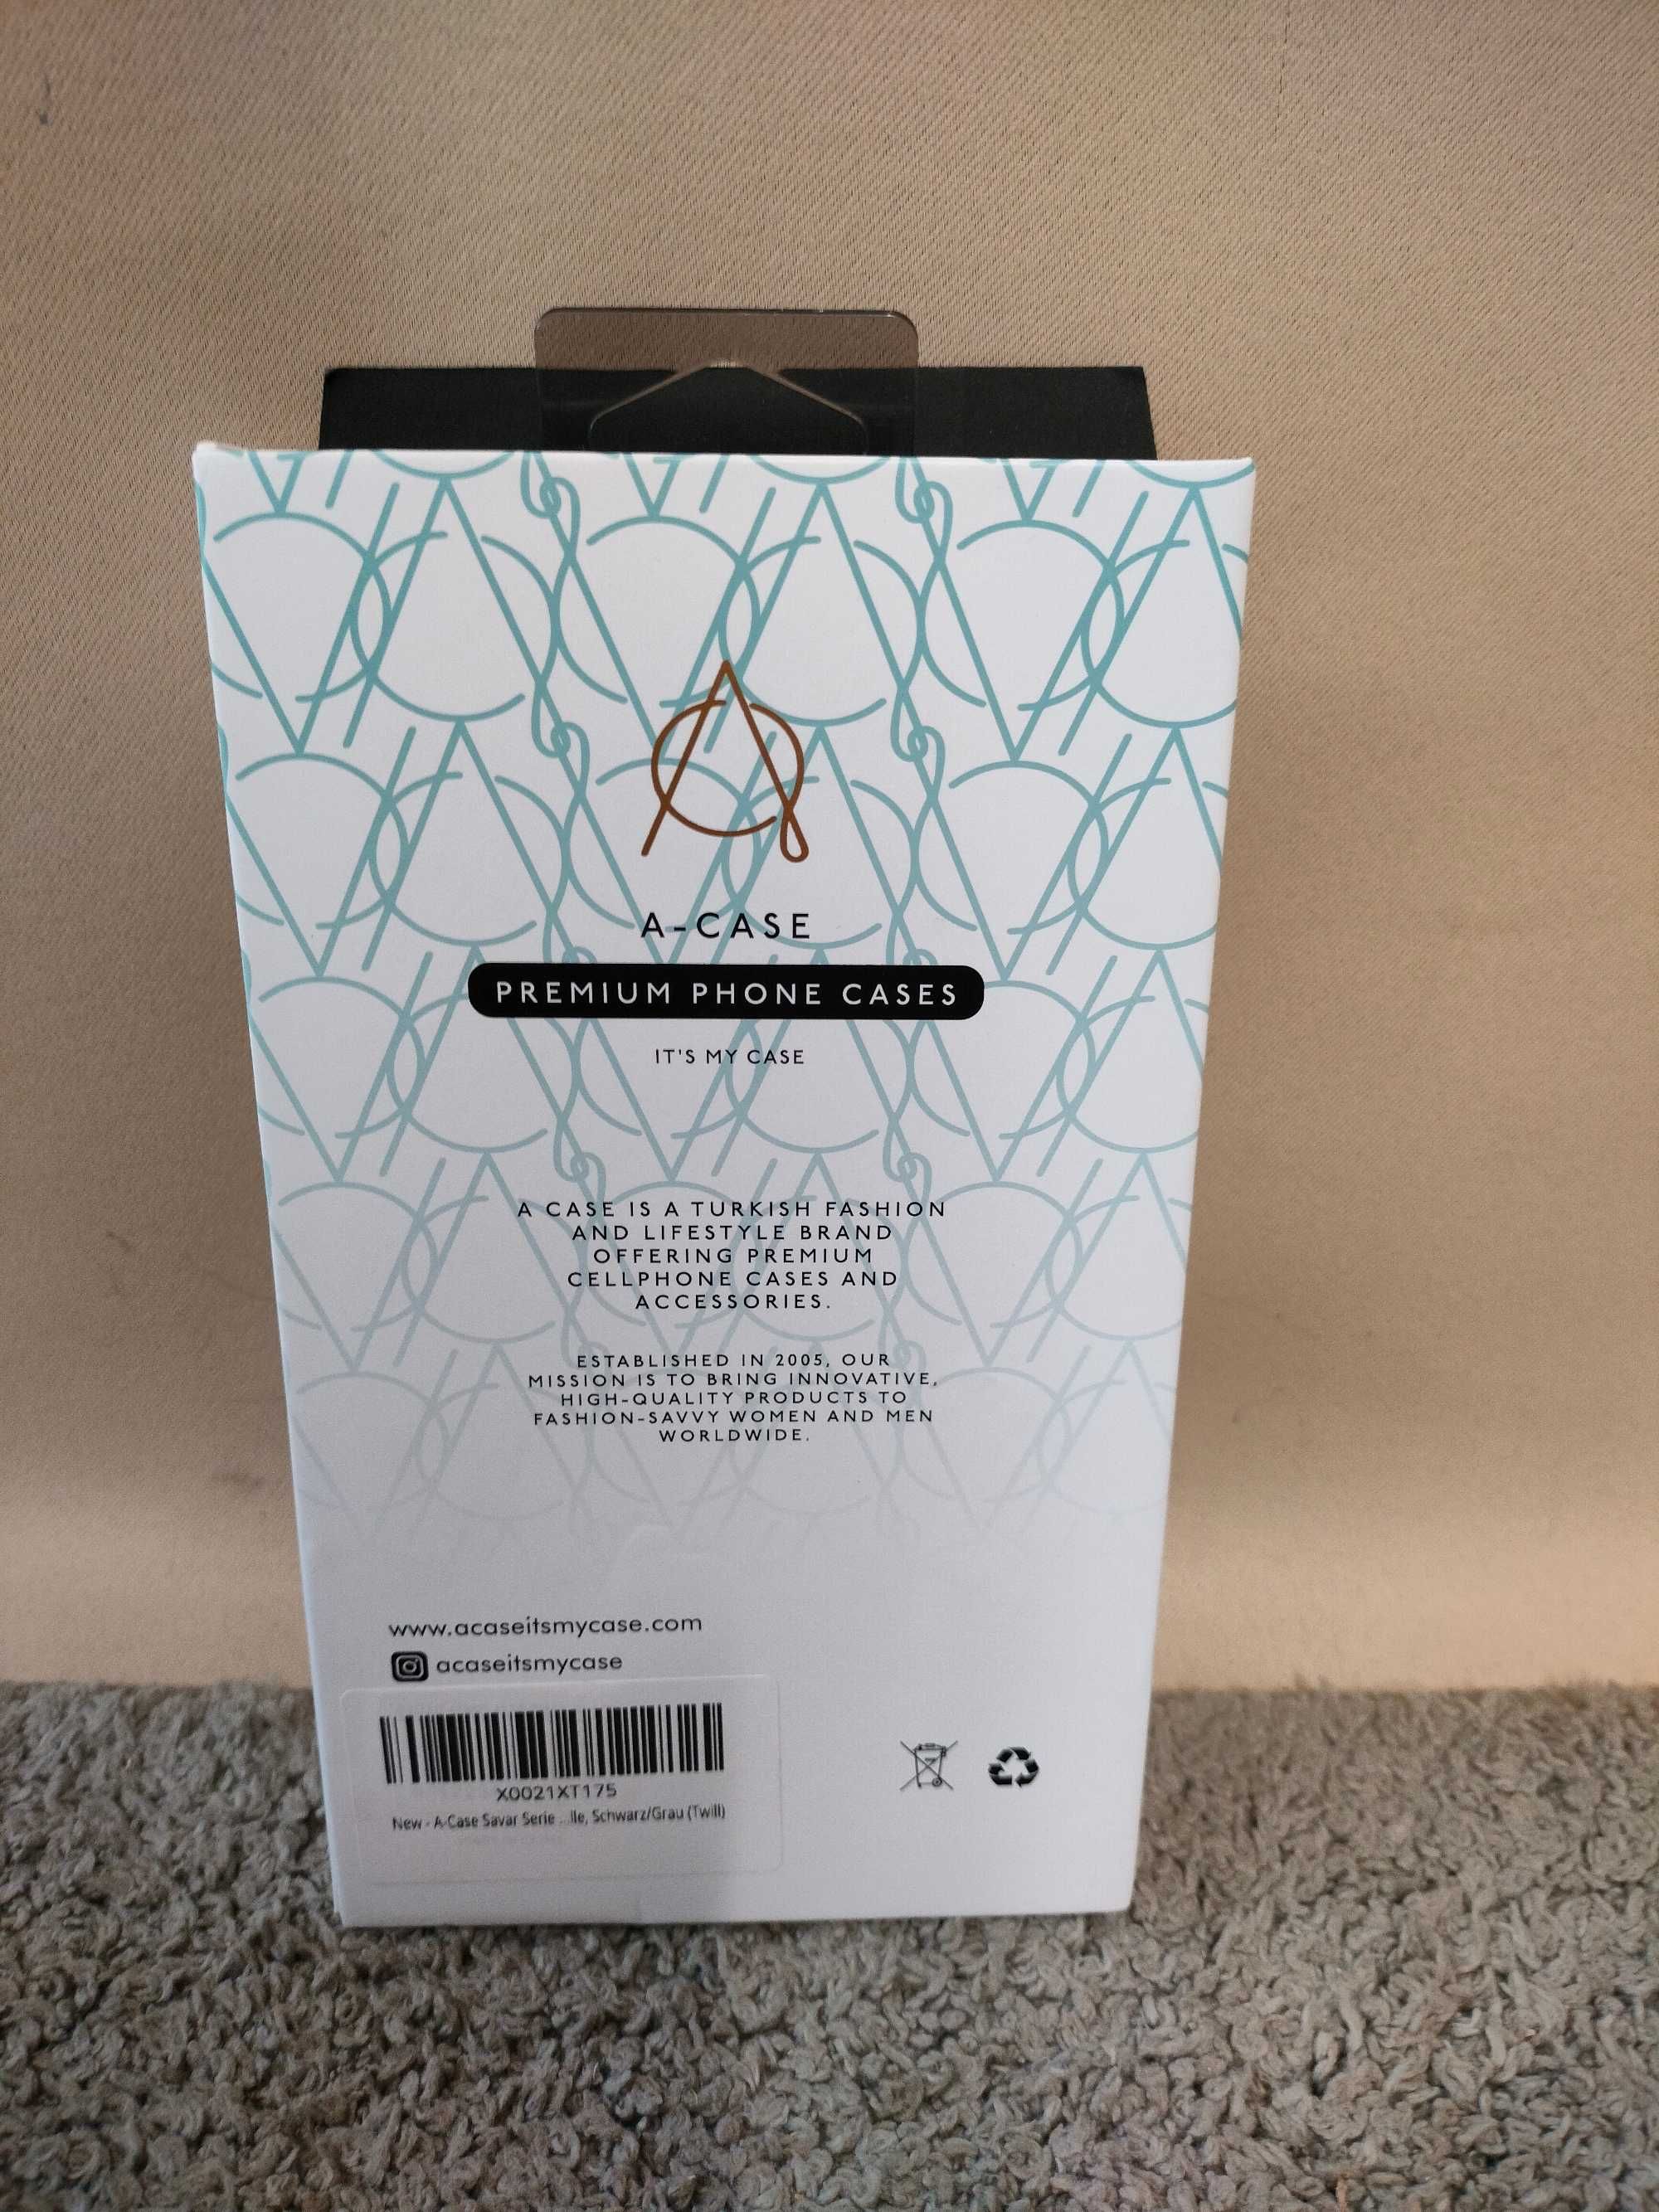 A-CASE
PREMIUM PHONE CASES
IT'S MY CASE
A CASE IS A TURKISH FASHION
AND LIFESTYLE BRAND
OFFERING PREMIUM
CELLPHONE CASES AND
ACCESSORIES.
ESTABLISHED IN 2005, OUR
MISSION IS TO BRING INNOVATIVE,
HIGH-QUALITY PRODUCTS TO
FASHION-SAVVY WOMEN AND MEN
WORLDWIDE.
www.acaseitsmycase.com
acaseitsmycase
X0021XT175
New - A-Case Savar Serie ...lle, Schwarz/Grau (Twill)